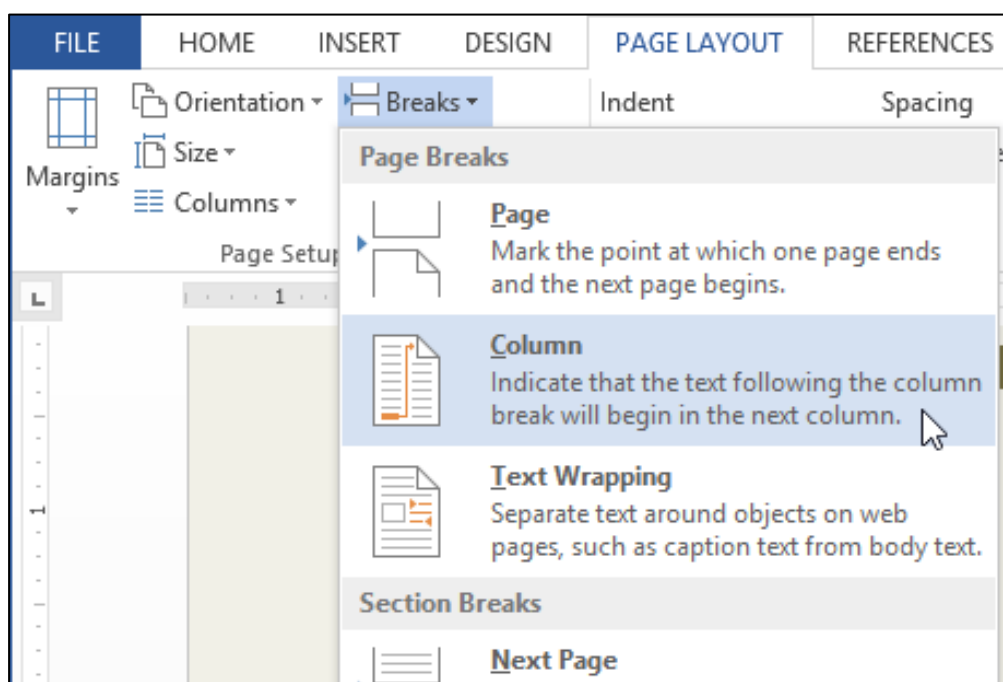 FILE HOME INSERT DESIGN PAGE LAYOUT REFERENCES
Orientation Breaks Indent Spacing
Size
Margins
Columns
Page Setup
Page Breaks
Page
Mark the point at which one page ends
and the next page begins.
L 1
Column
Indicate that the text following the column
break will begin in the next column.
Text Wrapping
Separate text around objects on web
pages, such as caption text from body text.
1
Section Breaks
Next Page